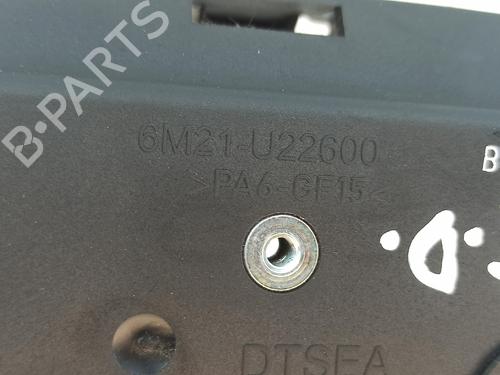 6M21-U22600
>PA6-GF15<
B
.D.
DTSEA
B-PARTS